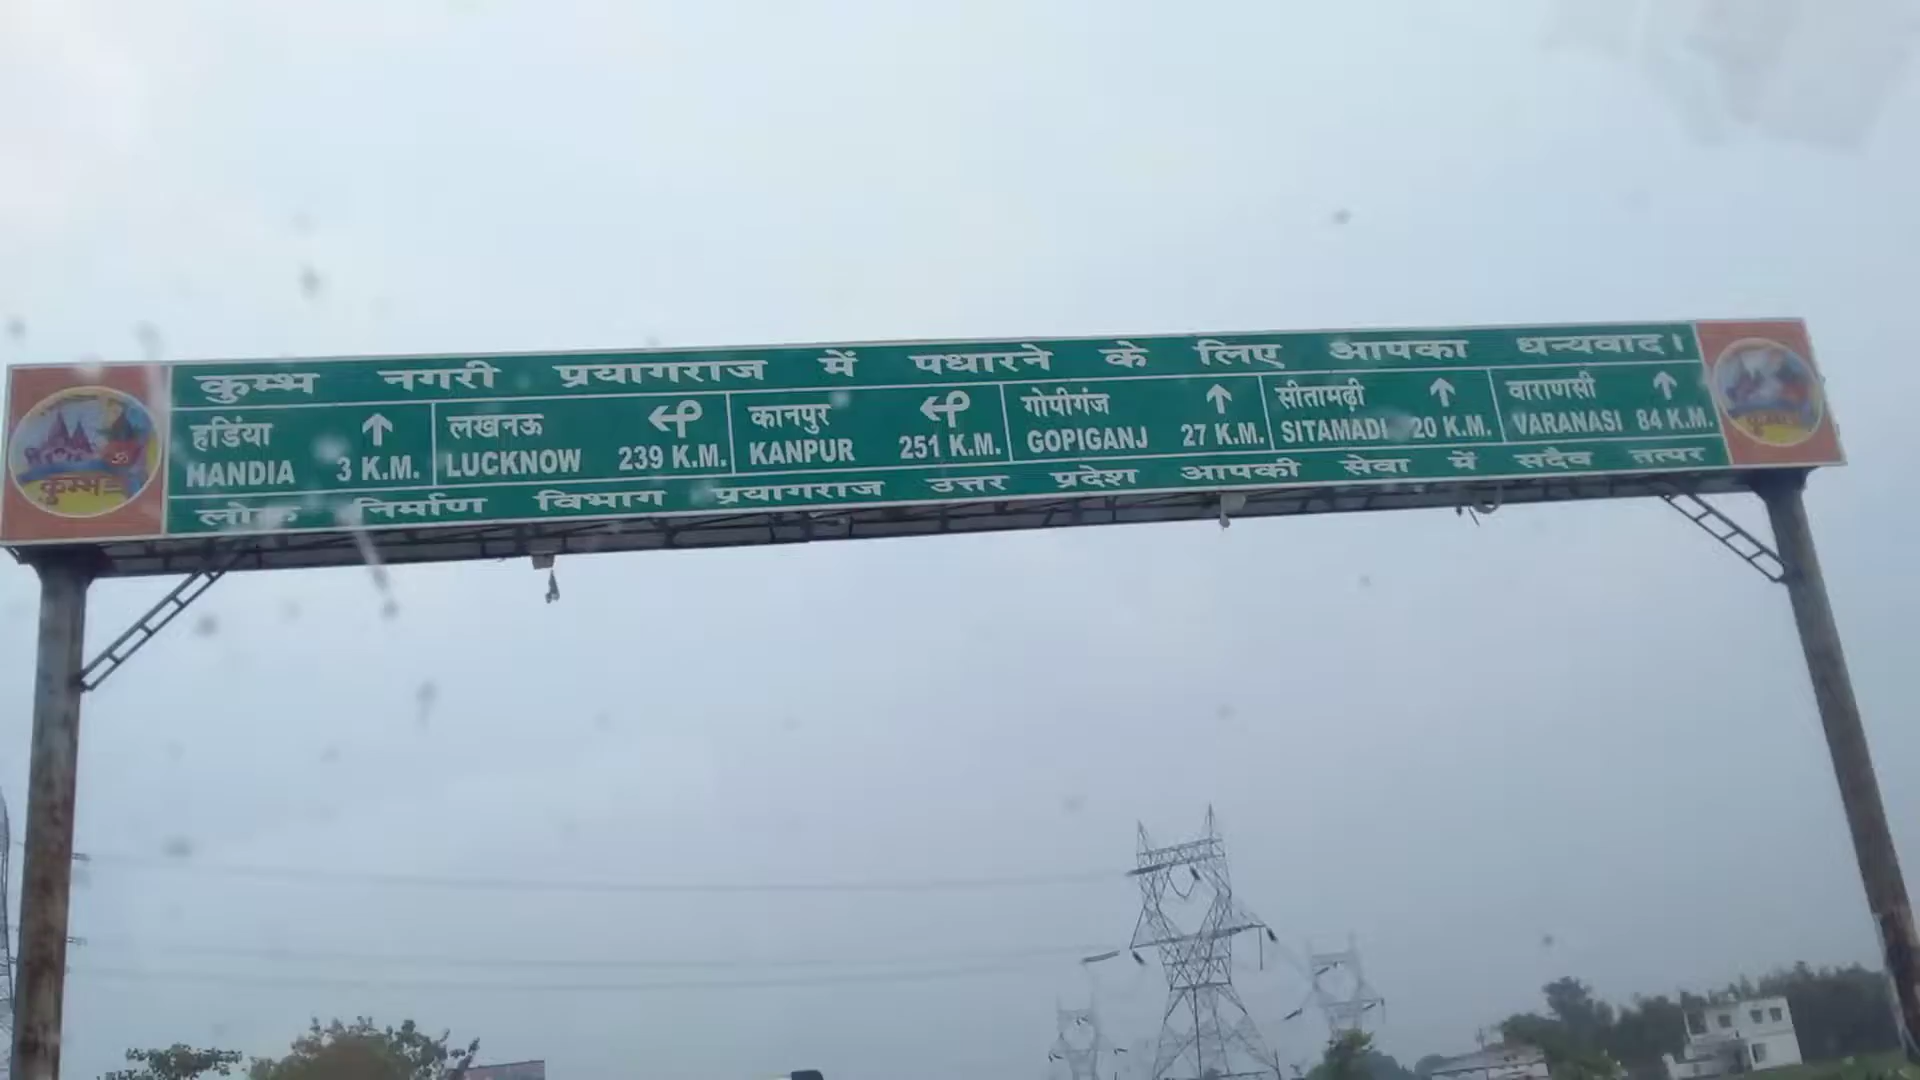 कुम्भ नगरी प्रयागराज में पधारने के लिए आपका धन्यवाद।
हडिंया
HANDIA 3 K.M.
लखनऊ
LUCKNOW 239 K.M.
कानपुर
KANPUR 251 K.M.
गोपीगंज
GOPIGANJ 27 K.M.
सीतामढ़ी
SITAMADI 20 K.M.
वाराणसी
VARANASI 84 K.M.
लोक निर्माण विभाग प्रयागराज उत्तर प्रदेश आपकी सेवा में सदैव तत्पर
कुम्भ